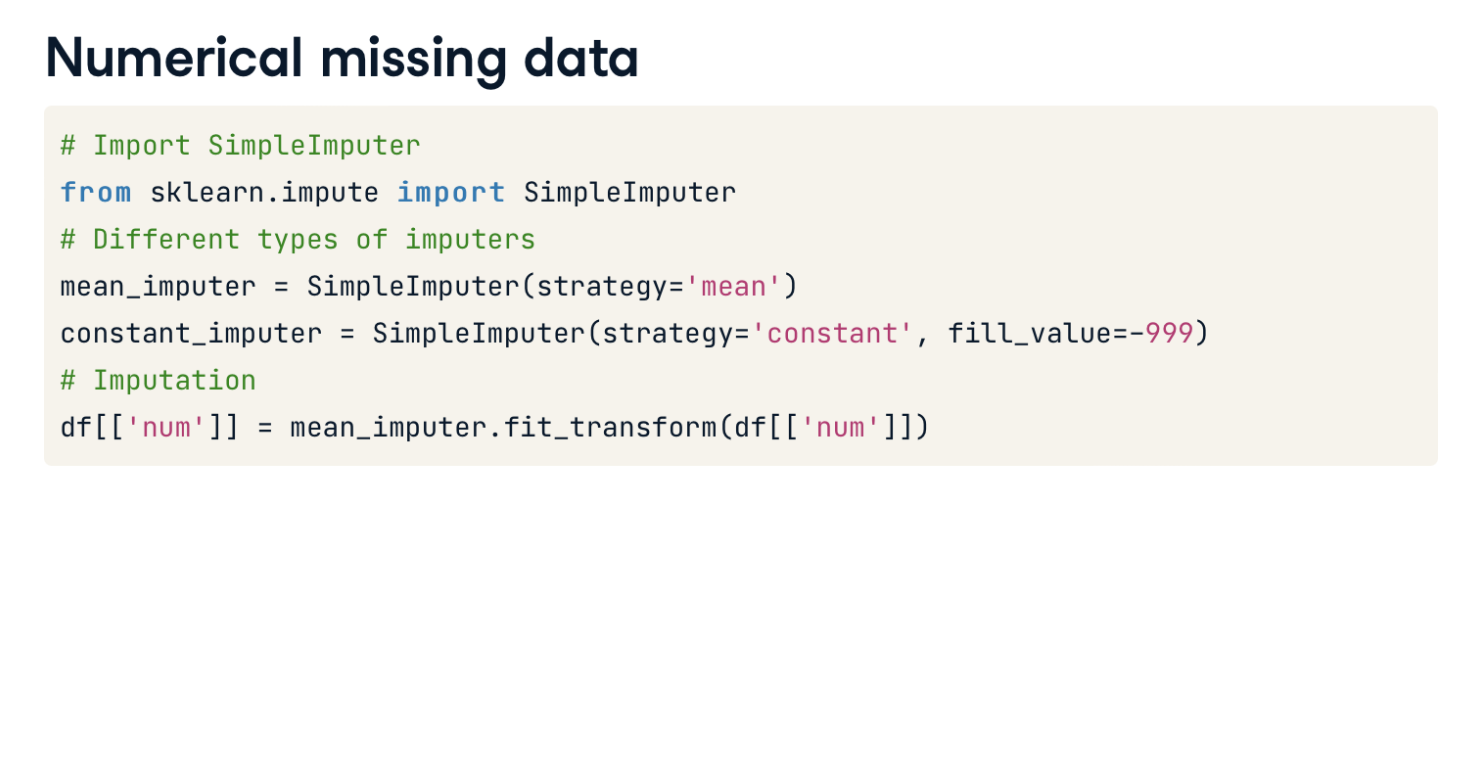 Numerical missing data
# Import SimpleImputer
from sklearn.impute import SimpleImputer
# Different types of imputers
mean_imputer = SimpleImputer(strategy='mean')
constant_imputer = SimpleImputer(strategy='constant', fill_value=-999)
# Imputation
df[['num']] = mean_imputer.fit_transform(df[['num']])